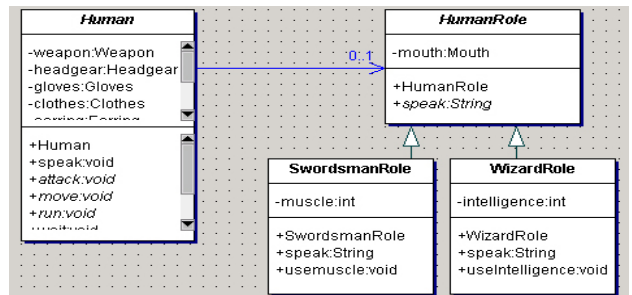 Human
-weapon:Weapon
-headgear:Headgear
-gloves:Gloves
-clothes:Clothes
+Human
+speak:void
+attack:void
+move:void
+run:void
0..1
HumanRole
-mouth:Mouth
+HumanRole
+speak:String
SwordsmanRole
-muscle:int
+SwordsmanRole
+speak:String
+usemuscle:void
WizardRole
-intelligence:int
+WizardRole
+speak:String
+useIntelligence:void